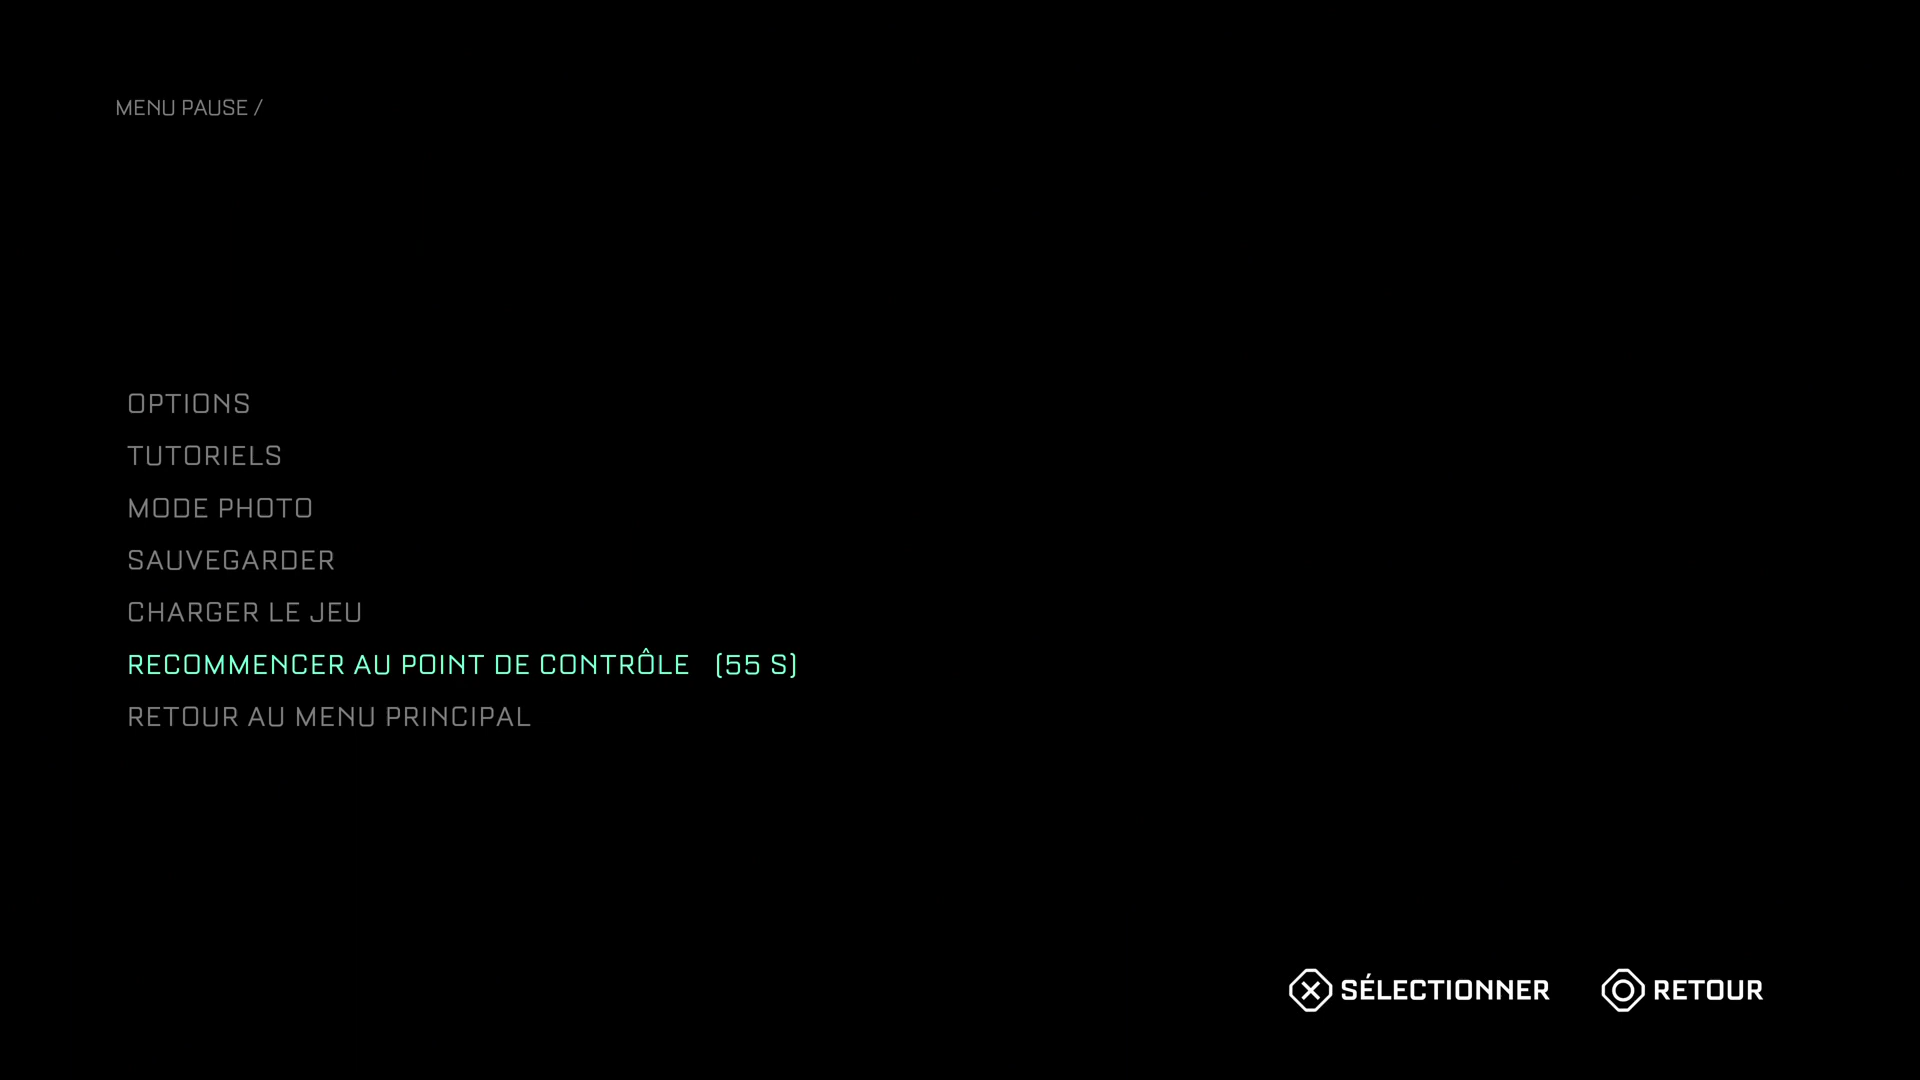 MENU PAUSE /
OPTIONS
TUTORIELS
MODE PHOTO
SAUVEGARDER
CHARGER LE JEU
RECOMMENCER AU POINT DE CONTRÔLE (55 S)
RETOUR AU MENU PRINCIPAL
SÉLECTIONNER RETOUR